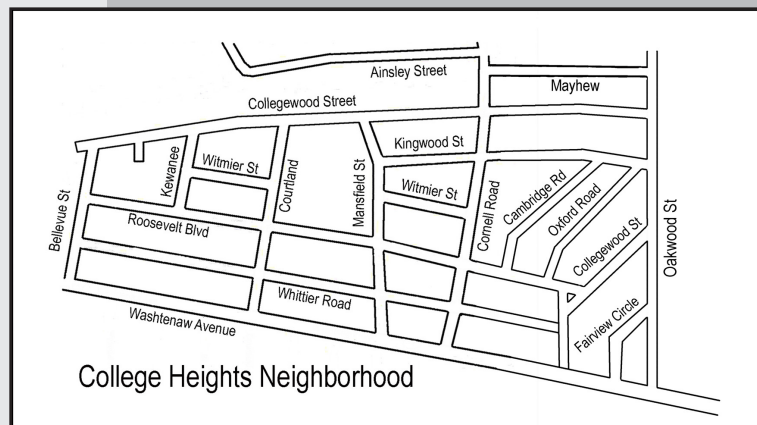 Ainsley Street
Mayhew
Collegewood Street
Kingwood St
Witmier St
Kewanee
Courtland
Mansfield St
Witmier St
Cornell Road
Cambridge Rd
Oxford Road
Collegewood St
Oakwood St
Bellevue St
Roosevelt Blvd
Whittier Road
Washtenaw Avenue
Fairview Circle
College Heights Neighborhood